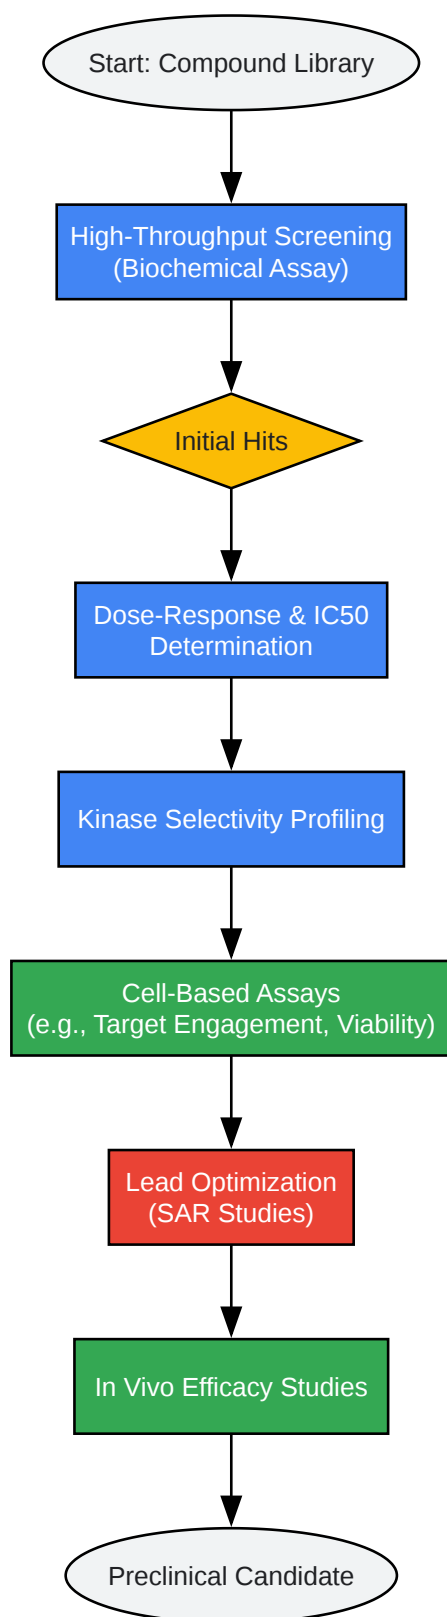 Start: Compound Library
High-Throughput Screening
(Biochemical Assay)
Initial Hits
Dose-Response & IC50
Determination
Kinase Selectivity Profiling
Cell-Based Assays
(e.g., Target Engagement, Viability)
Lead Optimization
(SAR Studies)
In Vivo Efficacy Studies
Preclinical Candidate